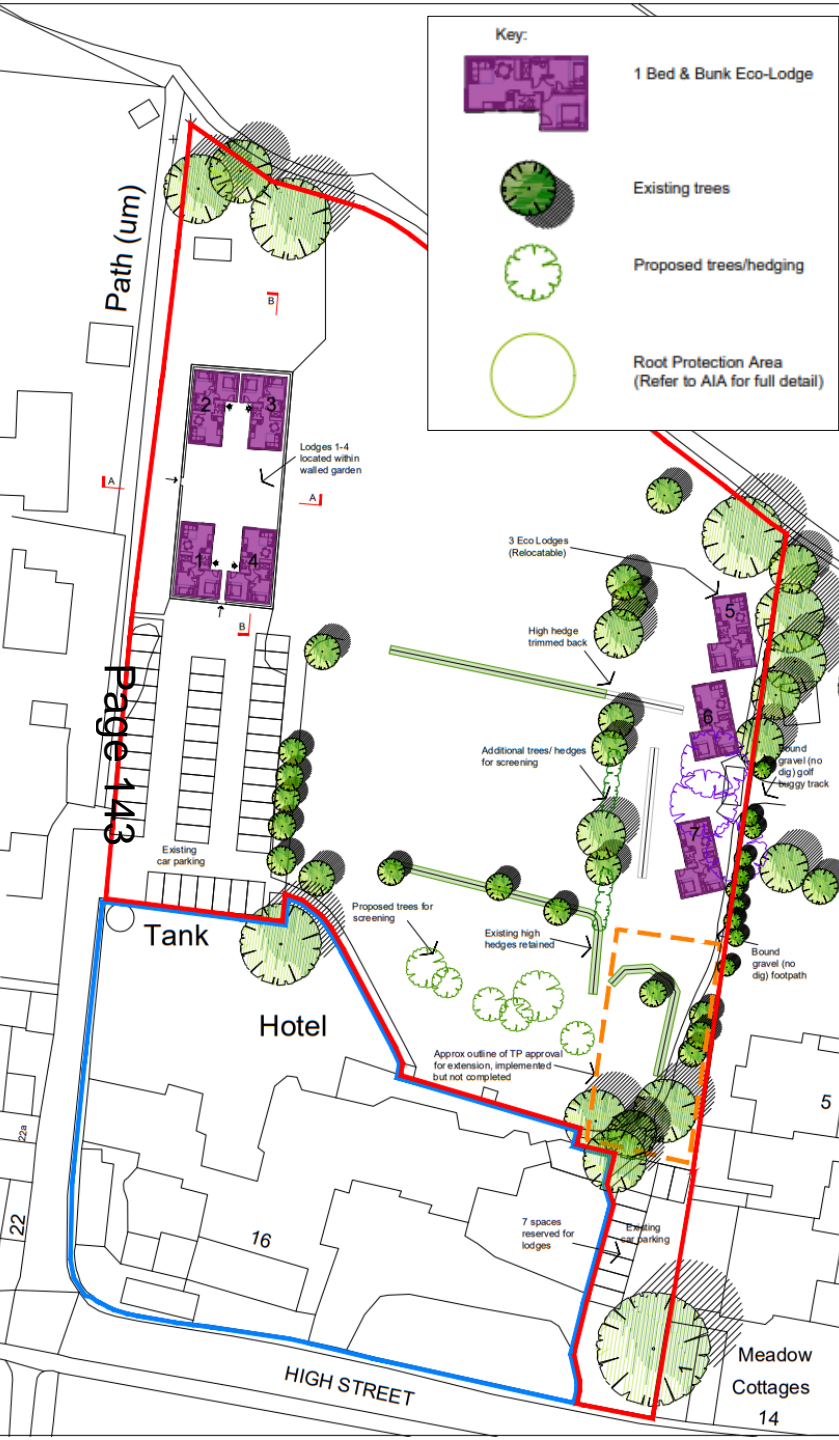 Key:
1 Bed & Bunk Eco-Lodge
Existing trees
Proposed trees/hedging
Root Protection Area
(Refer to AIA for full detail)
Path (um)
B
2
3
Lodges 1-4
located within
walled garden
A
A
3 Eco Lodges
(Relocatable)
1
4
5
B
High hedge
trimmed back
Page 143
6
Additional trees/ hedges
for screening
Bound
gravel (no
dig) golf
buggy track
7
Existing
car parking
Proposed trees for
screening
Tank
Existing high
hedges retained
Bound
gravel (no
dig) footpath
Hotel
Approx outline of TP approval
for extension, implemented
but not completed
5
22a
22
16
7 spaces
reserved for
lodges
Existing
car parking
HIGH STREET
Meadow
Cottages
14